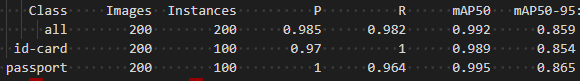 Class Images Instances P R mAP50 mAP50-95:
all 200 200 0.985 0.982 0.992 0.859
id-card 200 100 0.97 1 0.989 0.854
passport 200 100 1 0.964 0.995 0.865